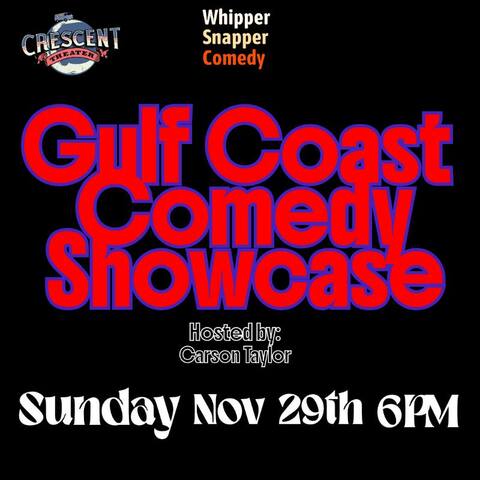 CRESCENT
THEATER
Whipper
Snapper
Comedy
Gulf Coast
Comedy
Showcase
Hosted by:
Carson Taylor
Sunday Nov 29th 6PM